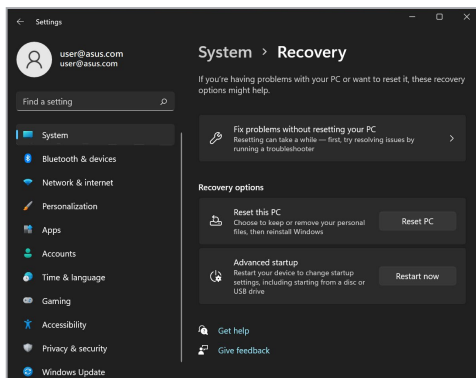 Settings
user@asus.com
user@asus.com
Find a setting
System
Bluetooth & devices
Network & internet
Personalization
Apps
Accounts
Time & language
Gaming
Accessibility
Privacy & security
Windows Update
System > Recovery
If you're having problems with your PC or want to reset it, these recovery
options might help.
Fix problems without resetting your PC
Resetting can take a while — first, try resolving issues by
running a troubleshooter
Recovery options
Reset this PC
Choose to keep or remove your personal
files, then reinstall Windows
Reset PC
Advanced startup
Restart your device to change startup
settings, including starting from a disc or
USB drive
Restart now
Get help
Give feedback